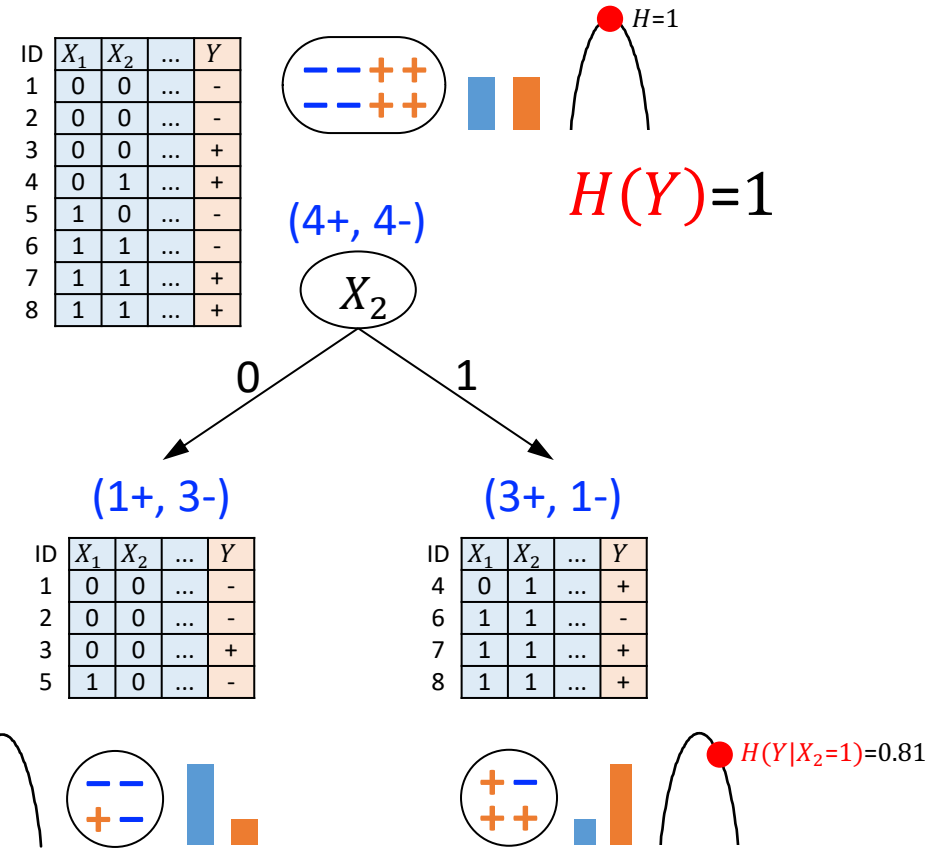 H=1
ID X₁ X₂ ... Y
1 0 0 ... -
2 0 0 ... -
3 0 0 ... +
4 0 1 ... +
5 1 0 ... -
6 1 1 ... -
7 1 1 ... +
8 1 1 ... +
− − + +
− − + +
H(Y)=1
(4+, 4-)
X₂
0 1
(1+, 3-)
ID X₁ X₂ ... Y
1 0 0 ... -
2 0 0 ... -
3 0 0 ... +
5 1 0 ... -
− −
+ −
(3+, 1-)
ID X₁ X₂ ... Y
4 0 1 ... +
6 1 1 ... -
7 1 1 ... +
8 1 1 ... +
+ −
+ +
H(Y|X₂=1)=0.81